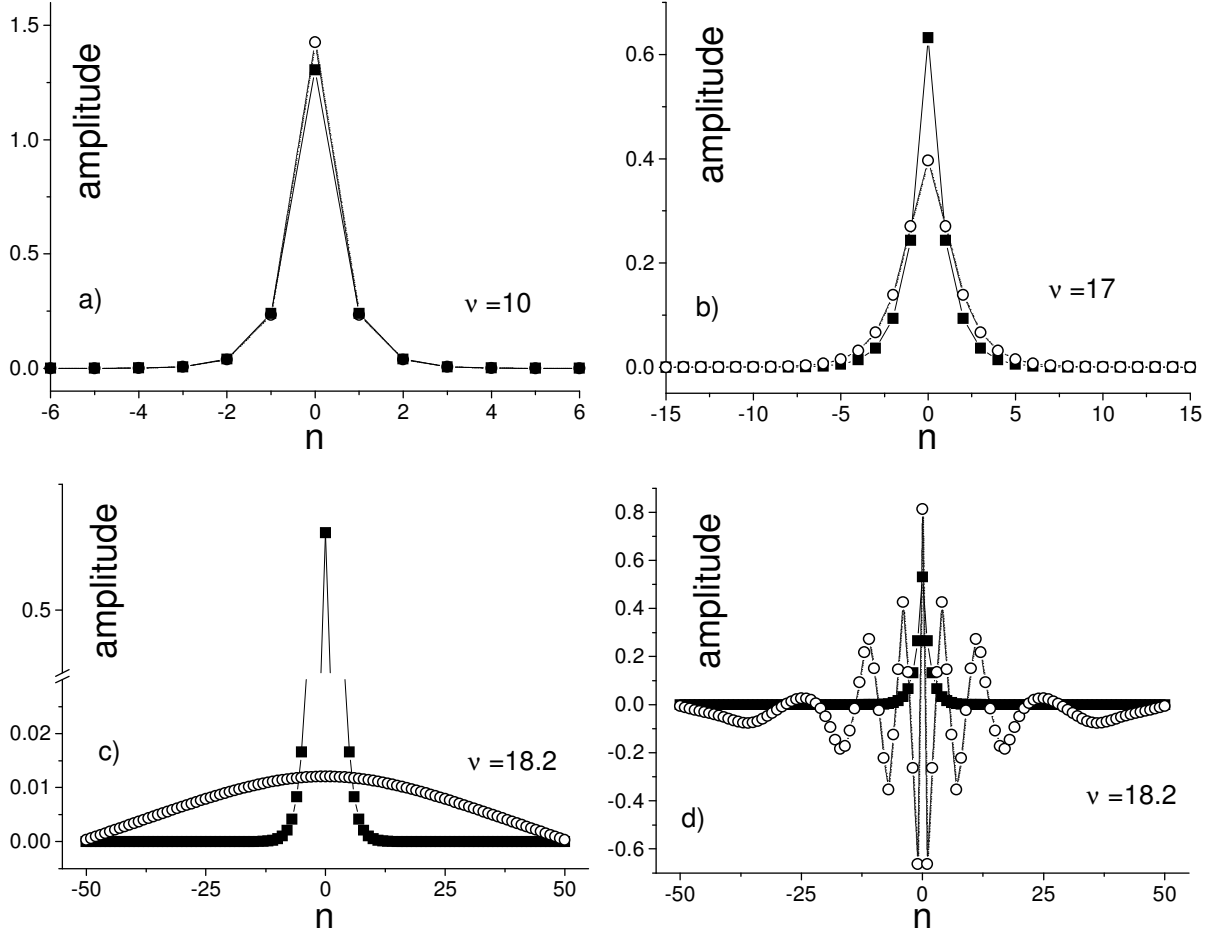 1.5
1.0
0.5
0.0
amplitude
a)
ν =10
-6 -4 -2 0 2 4 6
n
0.6
0.4
0.2
0.0
amplitude
b)
ν =17
-15 -10 -5 0 5 10 15
n
0.5
0.02
0.01
0.00
amplitude
c)
ν =18.2
-50 -25 0 25 50
n
0.8
0.6
0.4
0.2
0.0
-0.2
-0.4
-0.6
amplitude
d)
ν =18.2
-50 -25 0 25 50
n